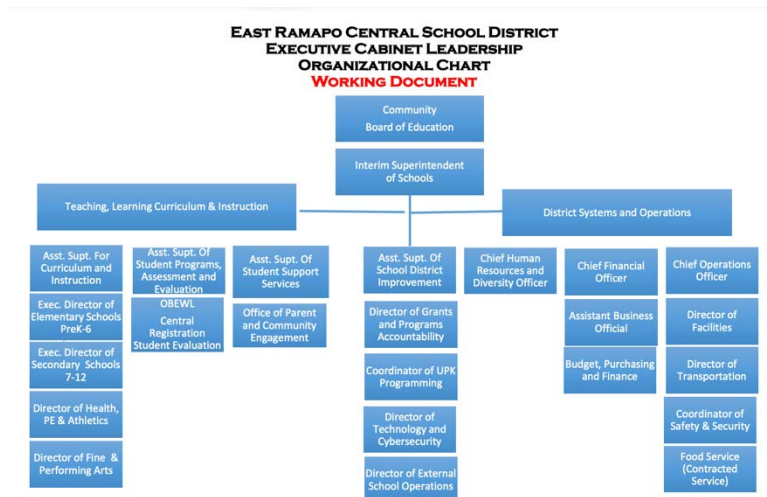 EAST RAMAPO CENTRAL SCHOOL DISTRICT
EXECUTIVE CABINET LEADERSHIP
ORGANIZATIONAL CHART
WORKING DOCUMENT
Community
Board of Education
Interim Superintendent
of Schools
Teaching, Learning Curriculum & Instruction
District Systems and Operations
Asst. Supt. For
Curriculum and
Instruction
Exec. Director of
Elementary Schools
PreK-6
Exec. Director of
Secondary Schools
7-12
Director of Health,
PE & Athletics
Director of Fine &
Performing Arts
Asst. Supt. Of
Student Programs,
Assessment and
Evaluation
OBEWL
Central
Registration
Student Evaluation
Asst. Supt. Of
Student Support
Services
Office of Parent
and Community
Engagement
Asst. Supt. Of
School District
Improvement
Director of Grants
and Programs
Accountability
Coordinator of UPK
Programming
Director of
Technology and
Cybersecurity
Director of External
School Operations
Chief Human
Resources and
Diversity Officer
Chief Financial
Officer
Assistant Business
Official
Budget, Purchasing
and Finance
Chief Operations
Officer
Director of
Facilities
Director of
Transportation
Coordinator of
Safety & Security
Food Service
(Contracted
Service)